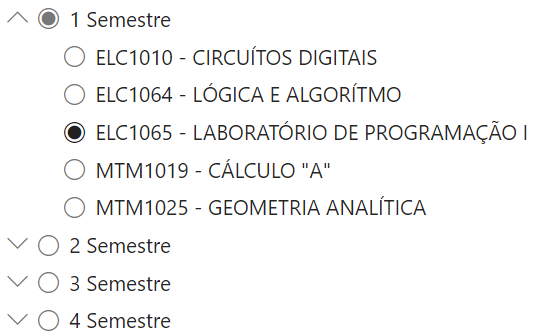 1 Semestre
ELC1010 - CIRCUÍTOS DIGITAIS
ELC1064 - LÓGICA E ALGORÍTMO
ELC1065 - LABORATÓRIO DE PROGRAMAÇÃO I
MTM1019 - CÁLCULO "A"
MTM1025 - GEOMETRIA ANALÍTICA
2 Semestre
3 Semestre
4 Semestre